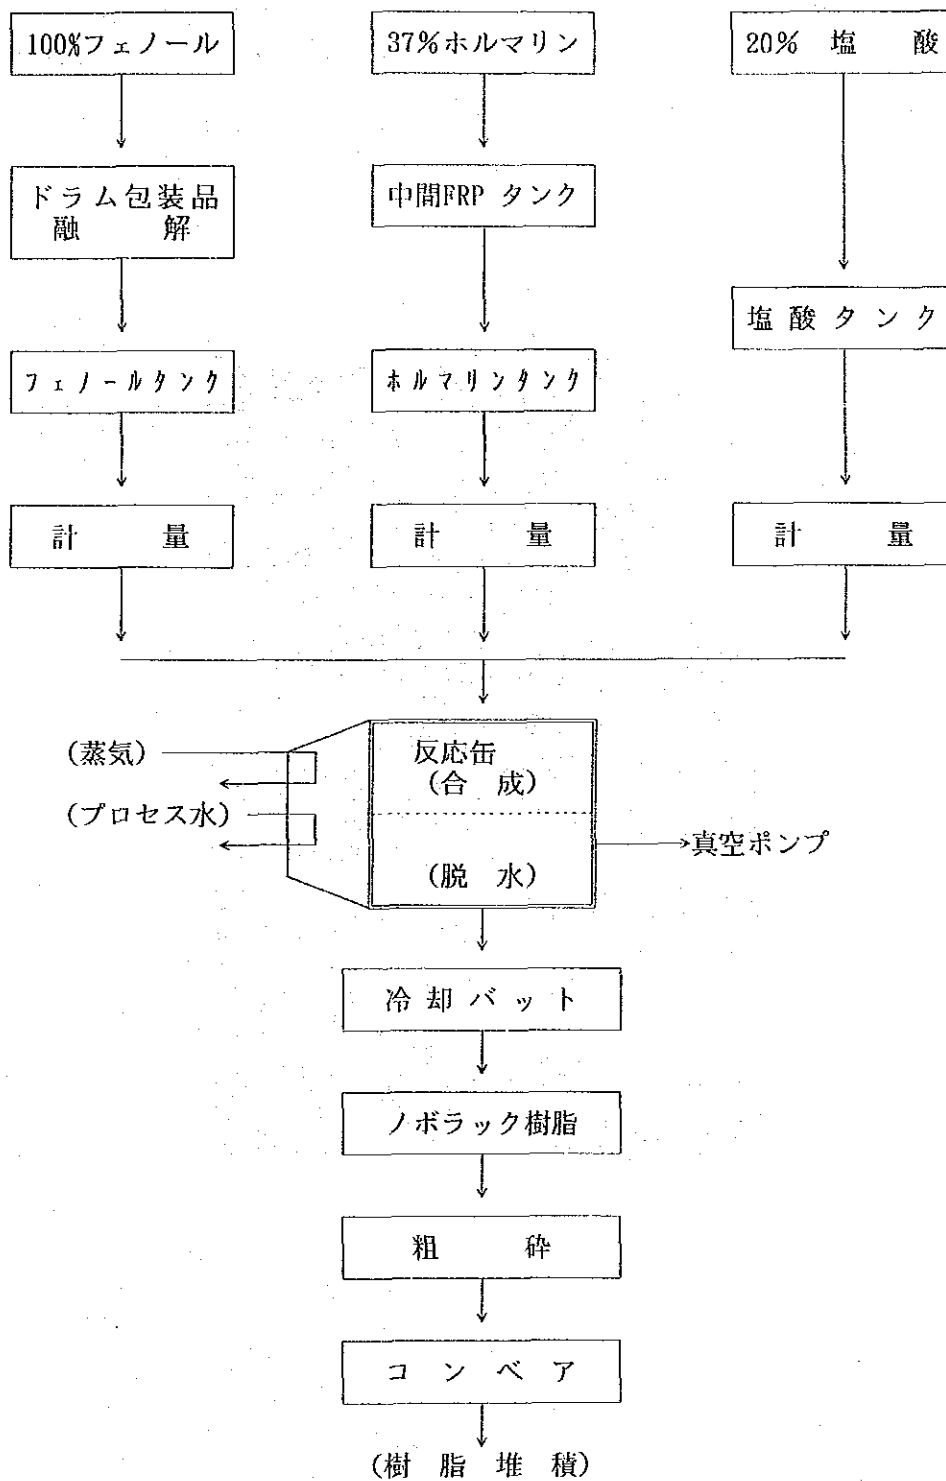 100%フェノール
37%ホルマリン
20% 塩 酸
ドラム包装品
融 解
中間FRP タンク
塩 酸 タ ン ク
フェノールタンク
ホルマリンタンク
計 量
計 量
計 量
(蒸気)
反応缶
(合 成)
(プロセス水)
真空ポンプ
(脱 水)
冷 却 バ ッ ト
ノボラック樹脂
粗 砕
コ ン ベ ア
(樹 脂 堆 積)